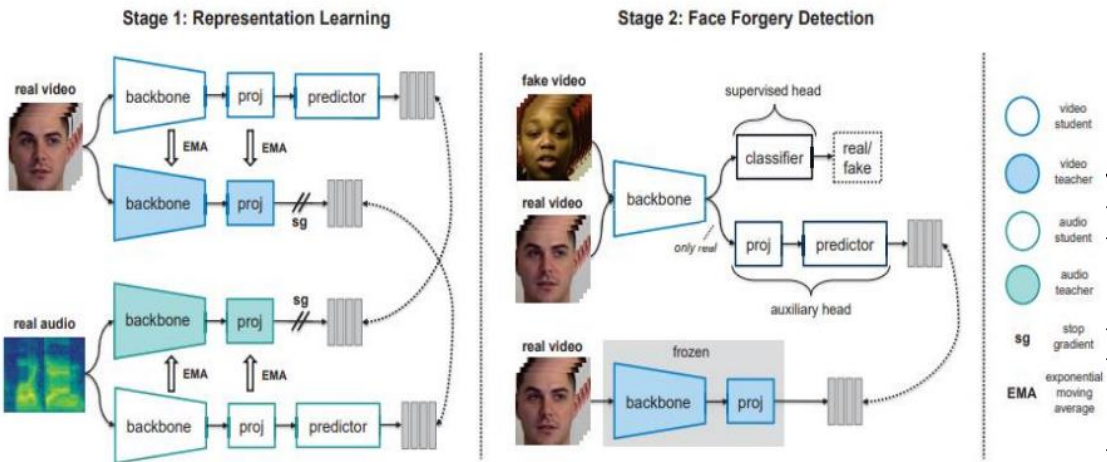 Stage 1: Representation Learning
real video
backbone
proj
predictor
EMA
EMA
backbone
proj
sg
real audio
backbone
proj
sg
EMA
EMA
backbone
proj
predictor
Stage 2: Face Forgery Detection
fake video
real video
backbone
supervised head
classifier
real/
fake
only real
proj
predictor
auxiliary head
real video
frozen
backbone
proj
video
student
video
teacher
audio
student
audio
teacher
sg
stop
gradient
EMA
exponential
moving
average